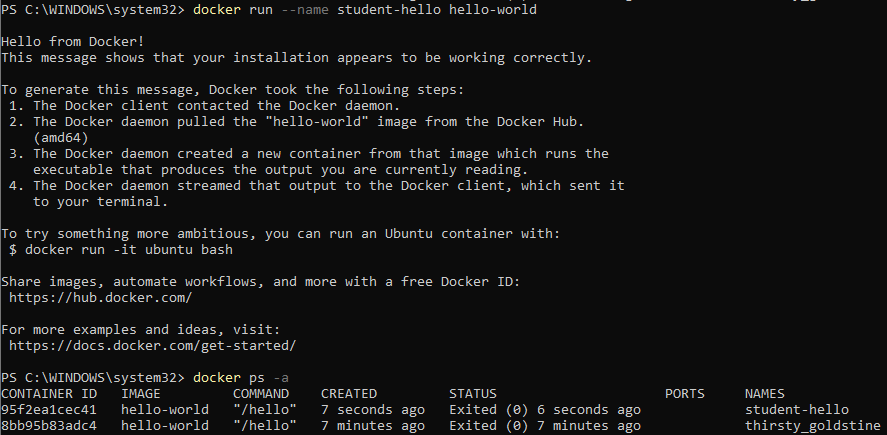 PS C:\WINDOWS\system32> docker run --name student-hello hello-world
Hello from Docker!
This message shows that your installation appears to be working correctly.
To generate this message, Docker took the following steps:
1. The Docker client contacted the Docker daemon.
2. The Docker daemon pulled the "hello-world" image from the Docker Hub.
(amd64)
3. The Docker daemon created a new container from that image which runs the
executable that produces the output you are currently reading.
4. The Docker daemon streamed that output to the Docker client, which sent it
to your terminal.
To try something more ambitious, you can run an Ubuntu container with:
$ docker run -it ubuntu bash
Share images, automate workflows, and more with a free Docker ID:
https://hub.docker.com/
For more examples and ideas, visit:
https://docs.docker.com/get-started/
PS C:\WINDOWS\system32> docker ps -a
CONTAINER ID IMAGE COMMAND CREATED STATUS PORTS NAMES
95f2ea1cec41 hello-world "/hello" 7 seconds ago Exited (0) 6 seconds ago student-hello
8bb95b83adc4 hello-world "/hello" 7 minutes ago Exited (0) 7 minutes ago thirsty_goldstine